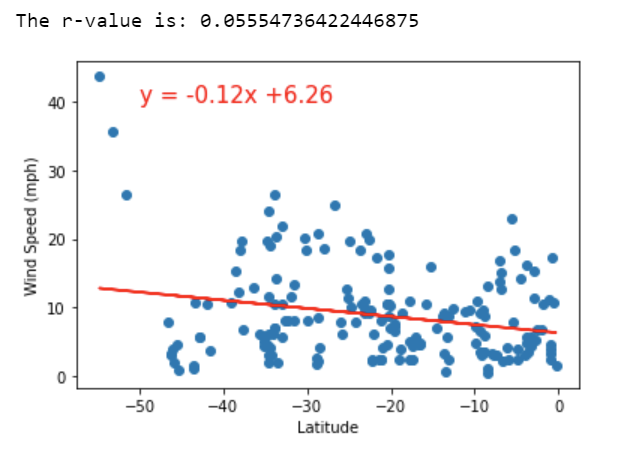 The r-value is: 0.05554736422446875
y = -0.12x +6.26
40
30
20
10
0
Wind Speed (mph)
−50 −40 −30 −20 −10 0
Latitude